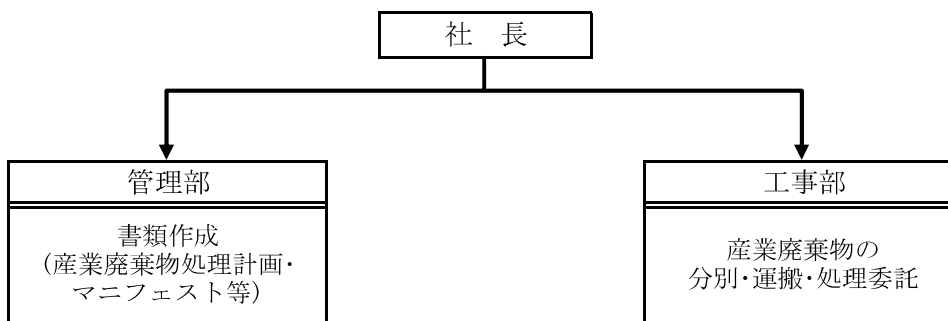 社　長
管理部
書類作成
(産業廃棄物処理計画・
マニフェスト等)
工事部
産業廃棄物の
分別・運搬・処理委託